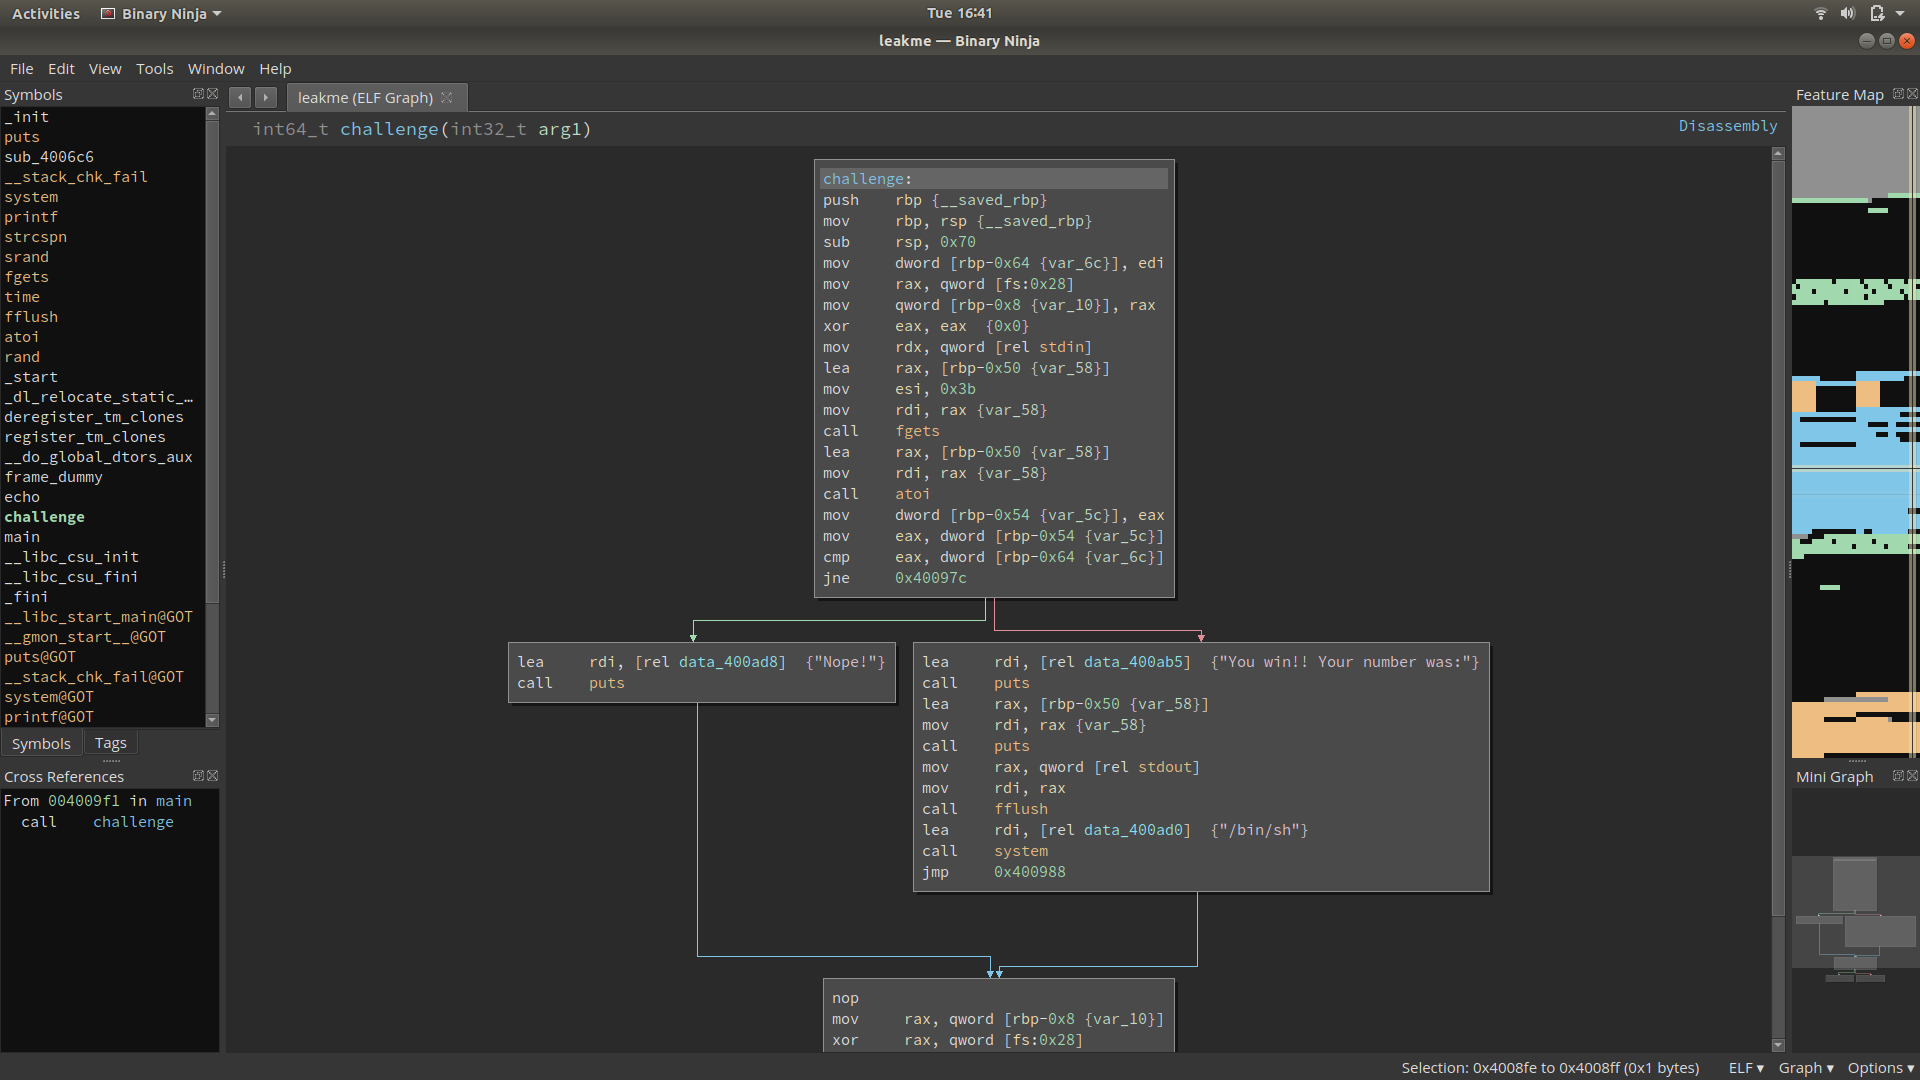 Activities Binary Ninja Tue 16:41
leakme — Binary Ninja
File Edit View Tools Window Help
Symbols
_init
puts
sub_4006c6
__stack_chk_fail
system
printf
strcspn
srand
fgets
time
fflush
atoi
rand
_start
_dl_relocate_static_…
deregister_tm_clones
register_tm_clones
__do_global_dtors_aux
frame_dummy
echo
challenge
main
__libc_csu_init
__libc_csu_fini
_fini
__libc_start_main@GOT
__gmon_start__@GOT
puts@GOT
__stack_chk_fail@GOT
system@GOT
printf@GOT
Symbols Tags
Cross References
From 004009f1 in main
call challenge
leakme (ELF Graph)
int64_t challenge(int32_t arg1)
Disassembly
challenge:
push rbp {__saved_rbp}
mov rbp, rsp {__saved_rbp}
sub rsp, 0x70
mov dword [rbp-0x64 {var_6c}], edi
mov rax, qword [fs:0x28]
mov qword [rbp-0x8 {var_10}], rax
xor eax, eax {0x0}
mov rdx, qword [rel stdin]
lea rax, [rbp-0x50 {var_58}]
mov esi, 0x3b
mov rdi, rax {var_58}
call fgets
lea rax, [rbp-0x50 {var_58}]
mov rdi, rax {var_58}
call atoi
mov dword [rbp-0x54 {var_5c}], eax
mov eax, dword [rbp-0x54 {var_5c}]
cmp eax, dword [rbp-0x64 {var_6c}]
jne 0x40097c
lea rdi, [rel data_400ad8] {"Nope!"}
call puts
lea rdi, [rel data_400ab5] {"You win!! Your number was:"}
call puts
lea rax, [rbp-0x50 {var_58}]
mov rdi, rax {var_58}
call puts
mov rax, qword [rel stdout]
mov rdi, rax
call fflush
lea rdi, [rel data_400ad0] {"/bin/sh"}
call system
jmp 0x400988
nop
mov rax, qword [rbp-0x8 {var_10}]
xor rax, qword [fs:0x28]
Feature Map
Mini Graph
Selection: 0x4008fe to 0x4008ff (0x1 bytes) ELF ▾ Graph ▾ Options ▾